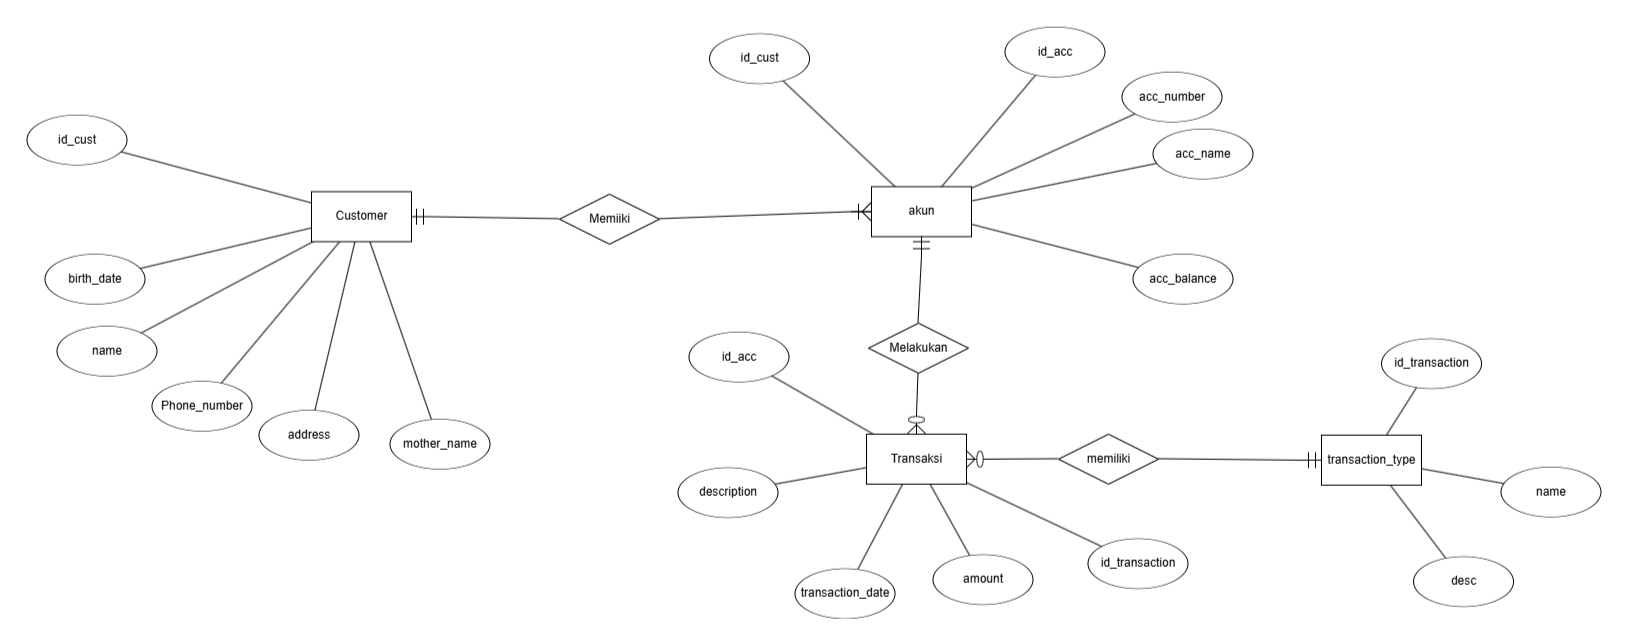 id_cust
id_acc
acc_number
id_cust
acc_name
Customer
Memiiki
akun
birth_date
acc_balance
name
Melakukan
id_acc
id_transaction
Phone_number
address
mother_name
Transaksi
memiliki
transaction_type
description
name
id_transaction
transaction_date
amount
desc